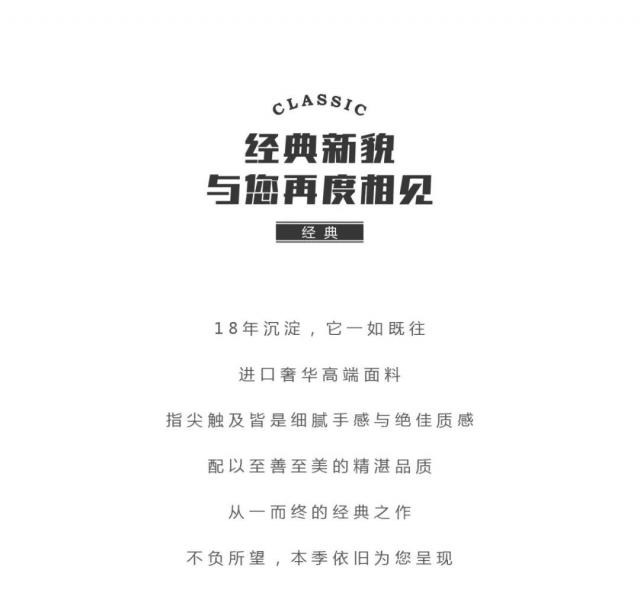 CLASSIC
经典新貌
与您再度相见
经典
18年沉淀，它一如既往
进口奢华高端面料
指尖触及皆是细腻手感与绝佳质感
配以至善至美的精湛品质
从一而终的经典之作
不负所望，本季依旧为您呈现